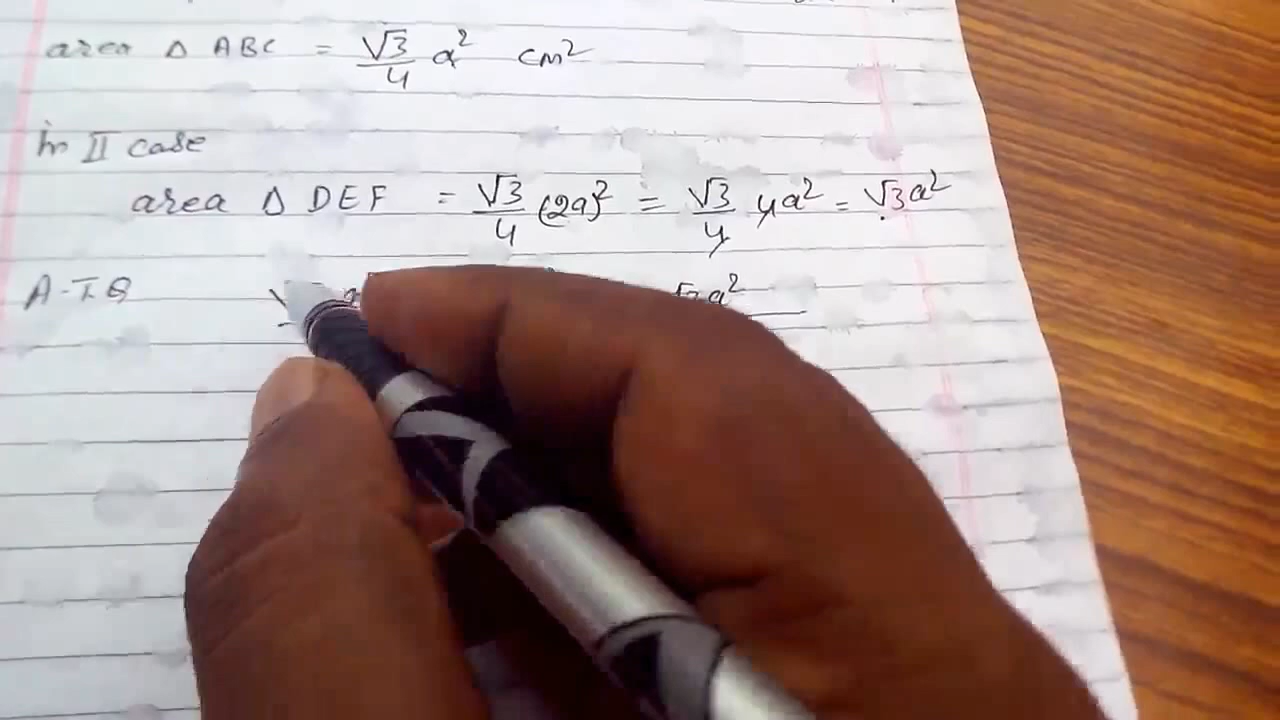 area Δ ABC = √3/4 a² cm²
In II case
area Δ DEF = √3/4 (2a)² = √3/4 4a² = √3a²
A-T-Q √3a²